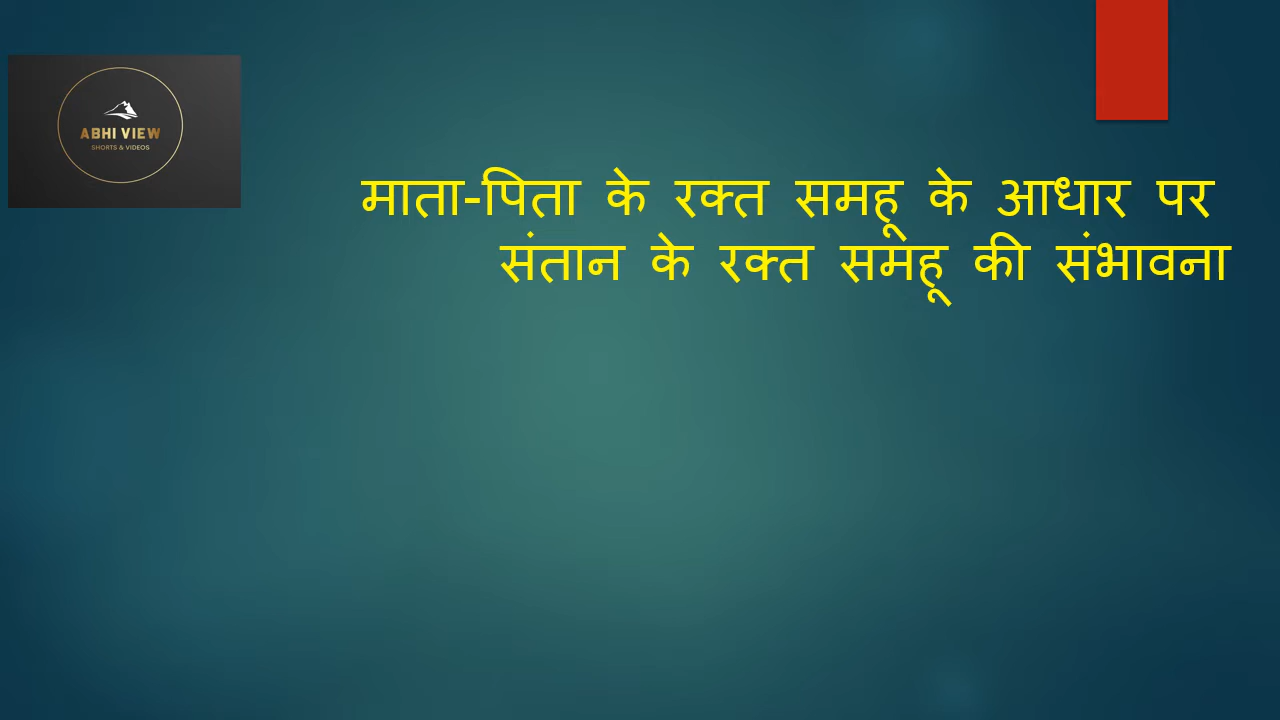 ABHI VIEW
SHORTS & VIDEOS
माता-पिता के रक्त समहू के आधार पर
संतान के रक्त समहू की संभावना